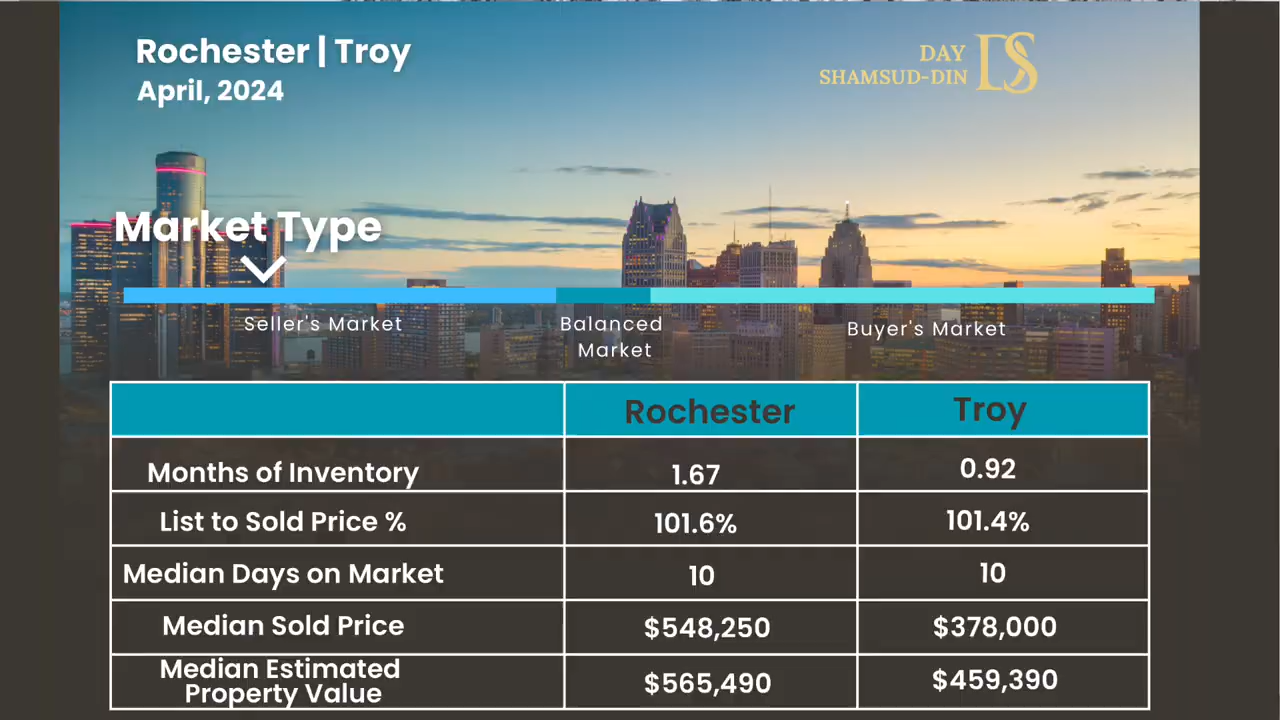 Rochester | Troy
April, 2024
DAY
SHAMSUD-DIN
DS
Market Type
Seller's Market
Balanced
Market
Buyer's Market
Rochester Troy
Months of Inventory 1.67 0.92
List to Sold Price % 101.6% 101.4%
Median Days on Market 10 10
Median Sold Price $548,250 $378,000
Median Estimated
Property Value $565,490 $459,390